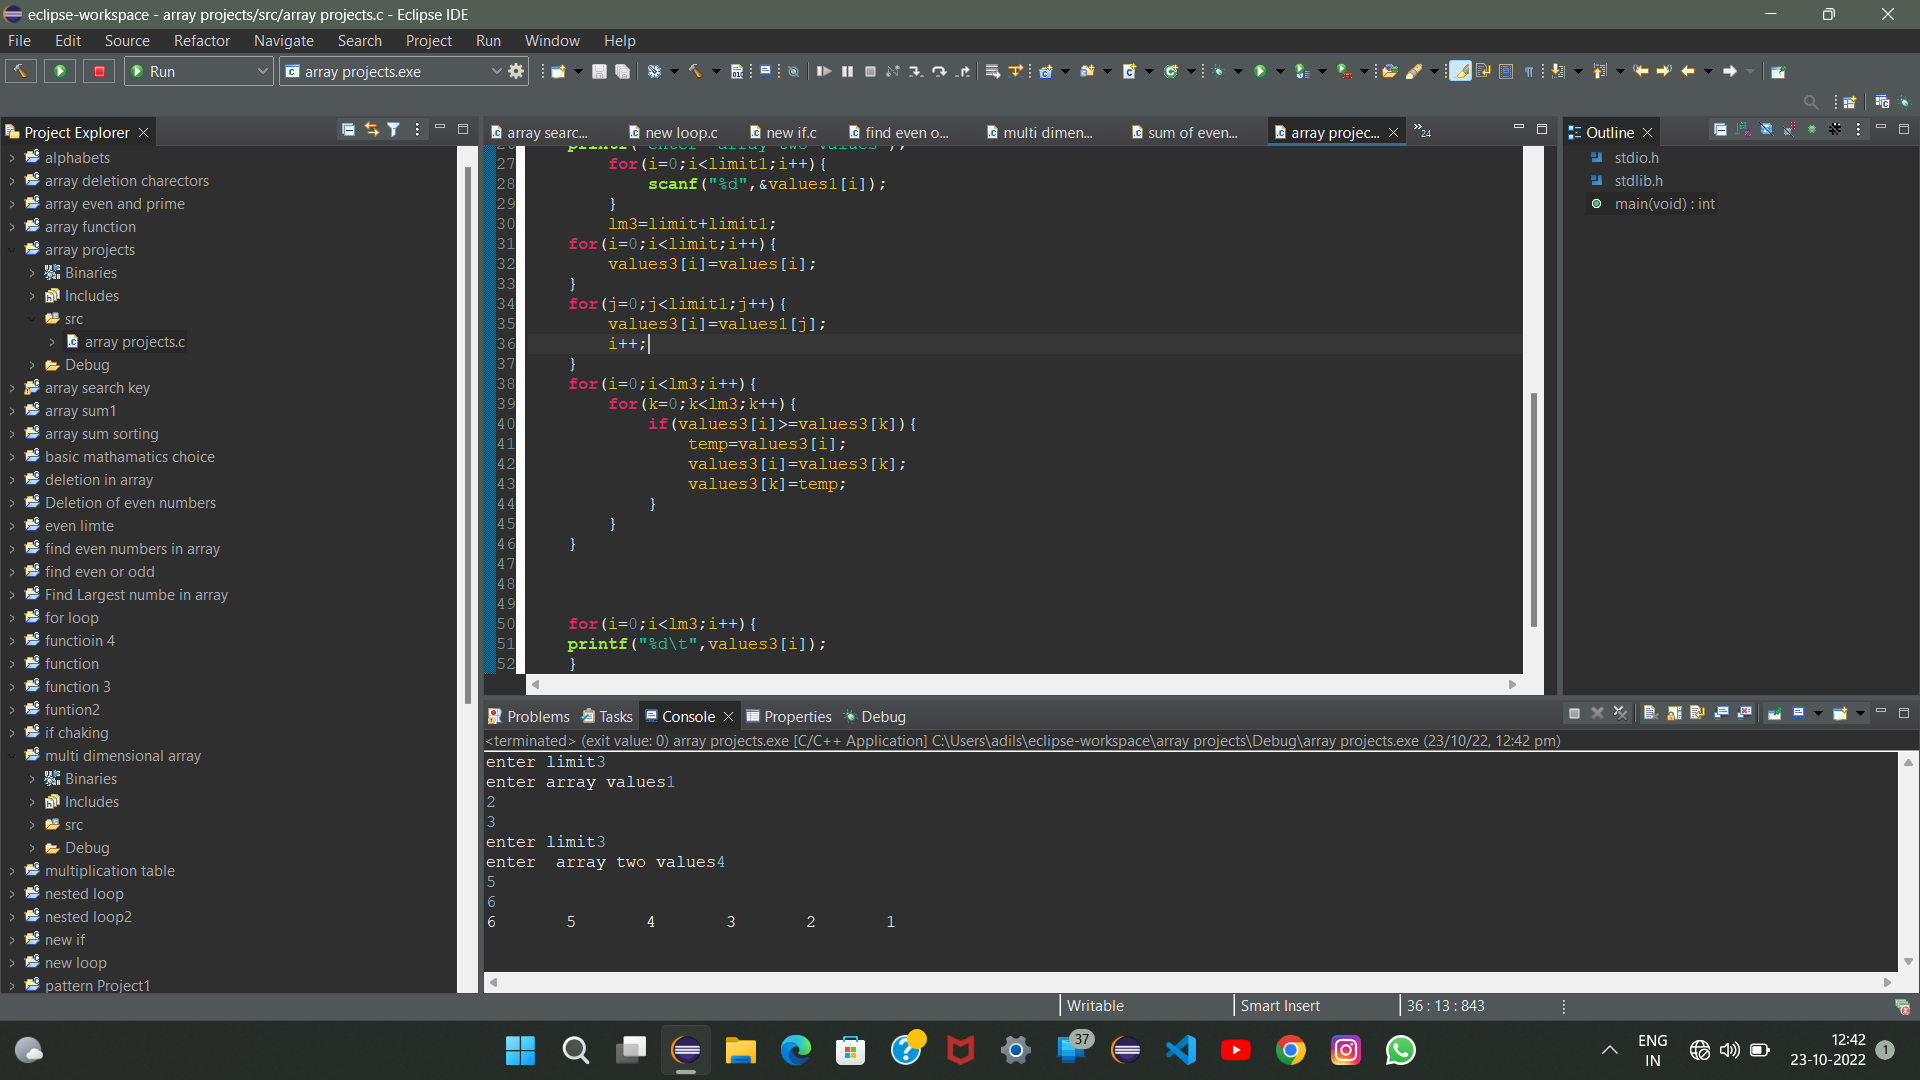 eclipse-workspace - array projects/src/array projects.c - Eclipse IDE
File Edit Source Refactor Navigate Search Project Run Window Help
Run array projects.exe
Project Explorer
alphabets
array deletion charectors
array even and prime
array function
array projects
Binaries
Includes
src
array projects.c
Debug
array search key
array sum1
array sum sorting
basic mathamatics choice
deletion in array
Deletion of even numbers
even limte
find even numbers in array
find even or odd
Find Largest numbe in array
for loop
functioin 4
function
function 3
funtion2
if chaking
multi dimensional array
Binaries
Includes
src
Debug
multiplication table
nested loop
nested loop2
new if
new loop
pattern Project1
array searc... new loop.c new if.c find even o... multi dimen... sum of even... array projec... »24
26 printf("enter  array two values");
27 for(i=0;i<limit1;i++){
28 scanf("%d",&values1[i]);
29 }
30 lm3=limit+limit1;
31 for(i=0;i<limit;i++){
32 values3[i]=values[i];
33 }
34 for(j=0;j<limit1;j++){
35 values3[i]=values1[j];
36 i++;
37 }
38 for(i=0;i<lm3;i++){
39 for(k=0;k<lm3;k++){
40 if(values3[i]>=values3[k]){
41 temp=values3[i];
42 values3[i]=values3[k];
43 values3[k]=temp;
44 }
45 }
46 }
47
48
49
50 for(i=0;i<lm3;i++){
51 printf("%d\t",values3[i]);
52 }
Outline
stdio.h
stdlib.h
main(void) : int
Problems Tasks Console Properties Debug
<terminated> (exit value: 0) array projects.exe [C/C++ Application] C:\Users\adils\eclipse-workspace\array projects\Debug\array projects.exe (23/10/22, 12:42 pm)
enter limit3
enter array values1
2
3
enter limit3
enter  array two values4
5
6
6 5 4 3 2 1
Writable Smart Insert 36 : 13 : 843
37
ENG
IN
12:42
23-10-2022
1